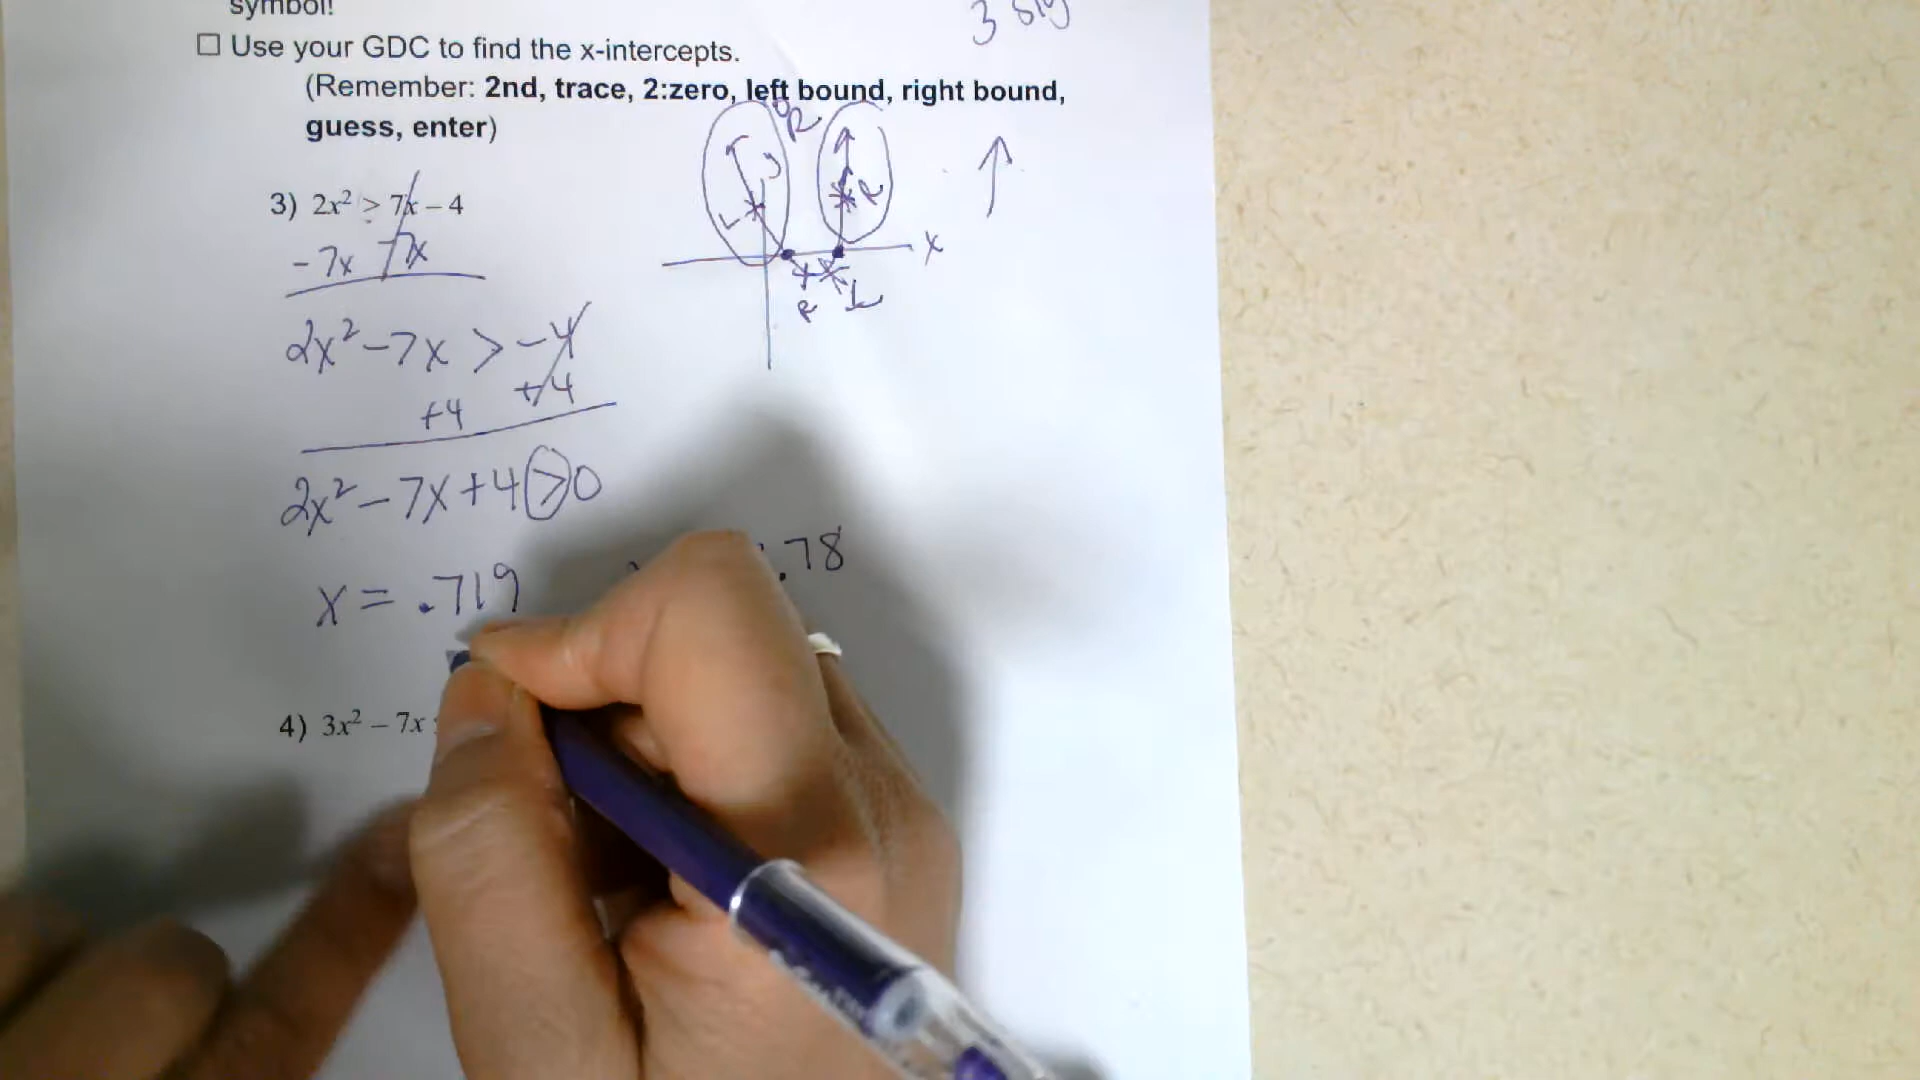 symbol!
3 sig
☐ Use your GDC to find the x-intercepts.
(Remember: 2nd, trace, 2:zero, left bound, right bound,
guess, enter)
3) 2x² > 7x – 4
- 7x -7x
2x² - 7x > -4
+4 +4
2x² - 7x + 4 > 0
x = .719
.78
4) 3x² – 7x
R
y
L
R
x
R
L